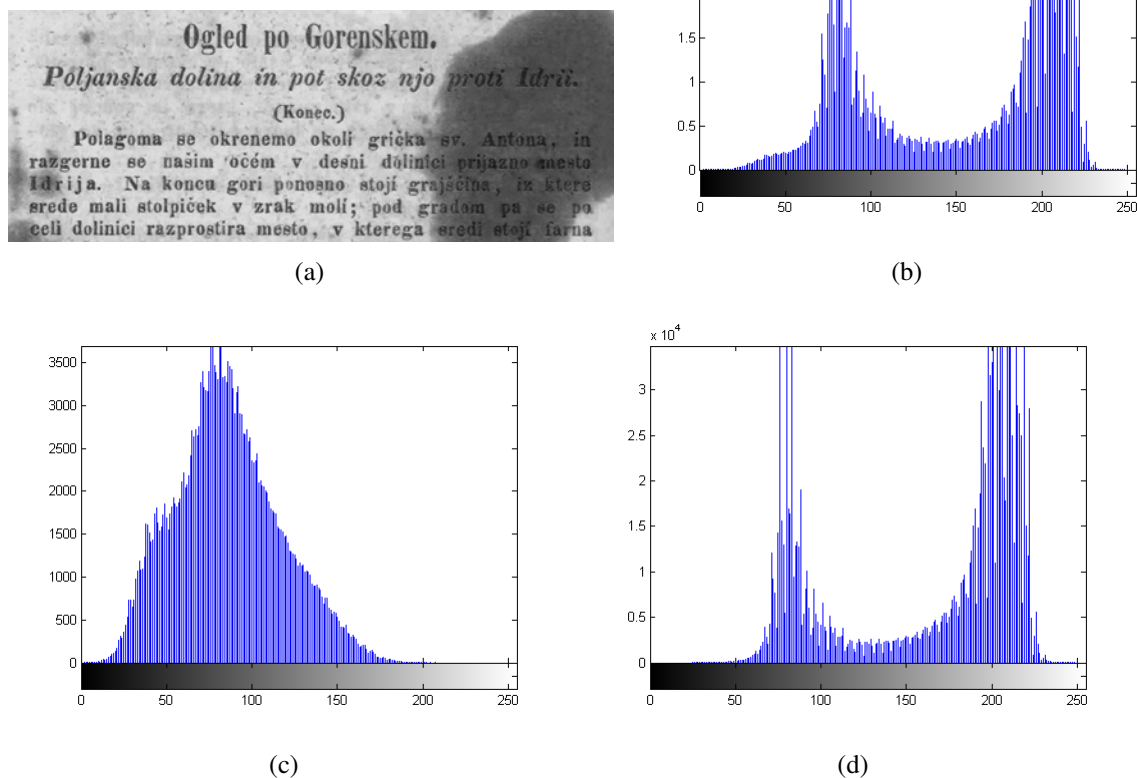 Ogled po Gorenskem.
Poljanska dolina in pot skoz njo proti Idrii.
(Konec.)
Polagoma se okrenemo okoli grička sv. Antona, in
razgerne se našim očém v desni dolinici prijazno mesto
Idrija. Na koncu gori ponosno stojí grajščina, iz ktere
srede mali stolpiček v zrak molí; pod gradom pa se po
celi dolinici razprostira mesto, v kterega sredi stojí farna
(a)
1.5
1
0.5
0
0 50 100 150 200 250
(b)
3500
3000
2500
2000
1500
1000
500
0
0 50 100 150 200 250
(c)
x 10^4
3
2.5
2
1.5
1
0.5
0
0 50 100 150 200 250
(d)